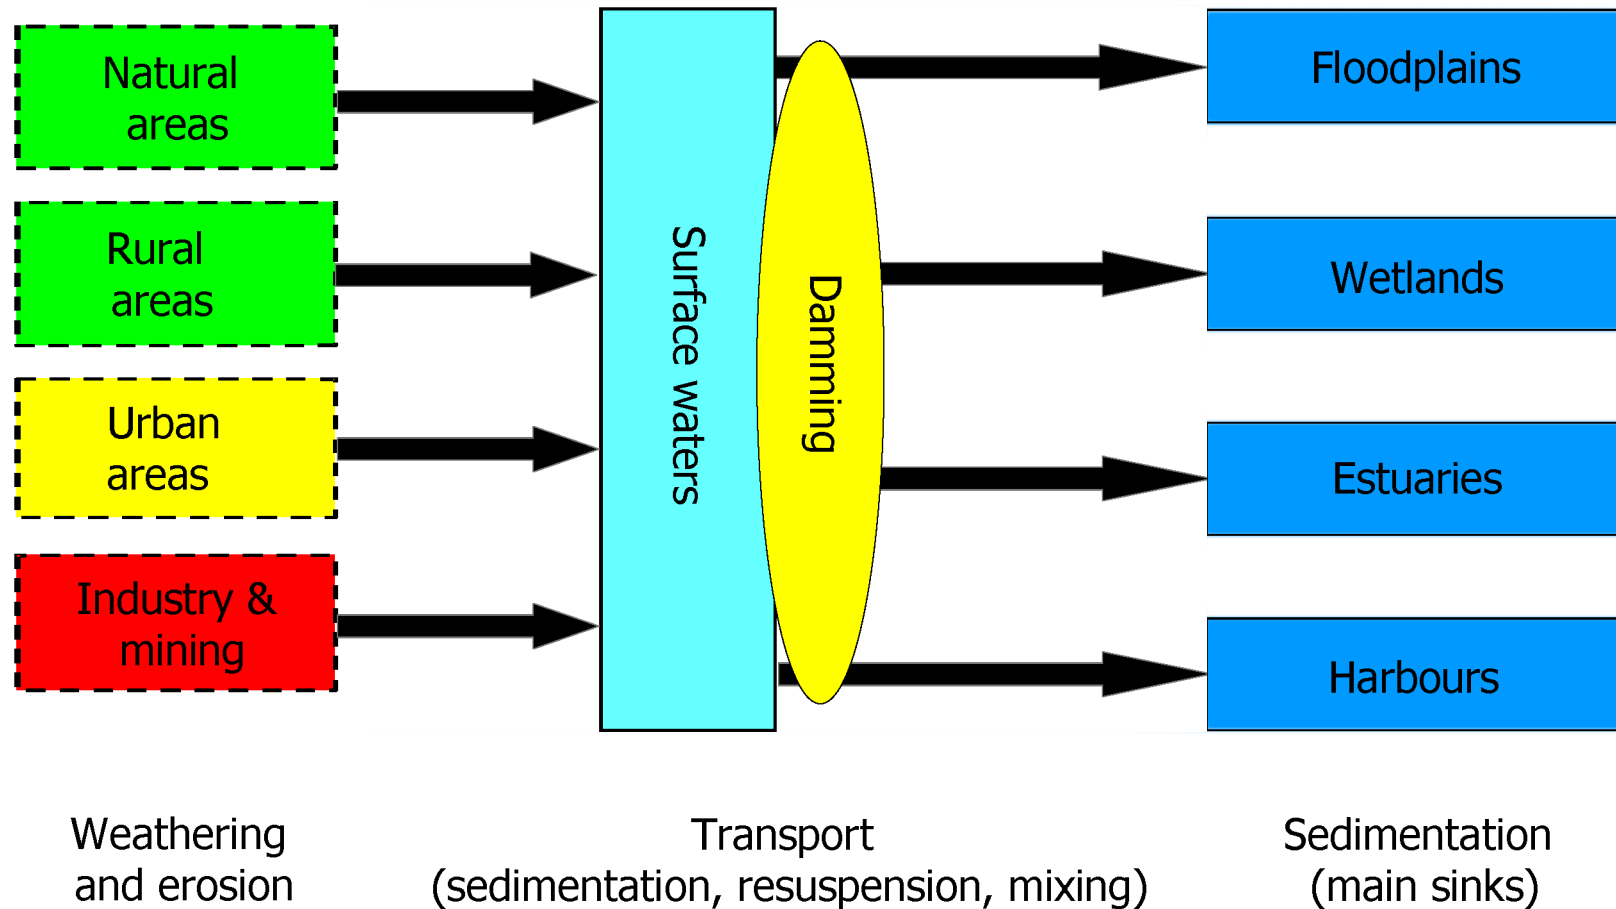 Natural
areas
Rural
areas
Urban
areas
Industry &
mining
Surface waters
Damming
Floodplains
Wetlands
Estuaries
Harbours
Weathering
and erosion
Transport
(sedimentation, resuspension, mixing)
Sedimentation
(main sinks)